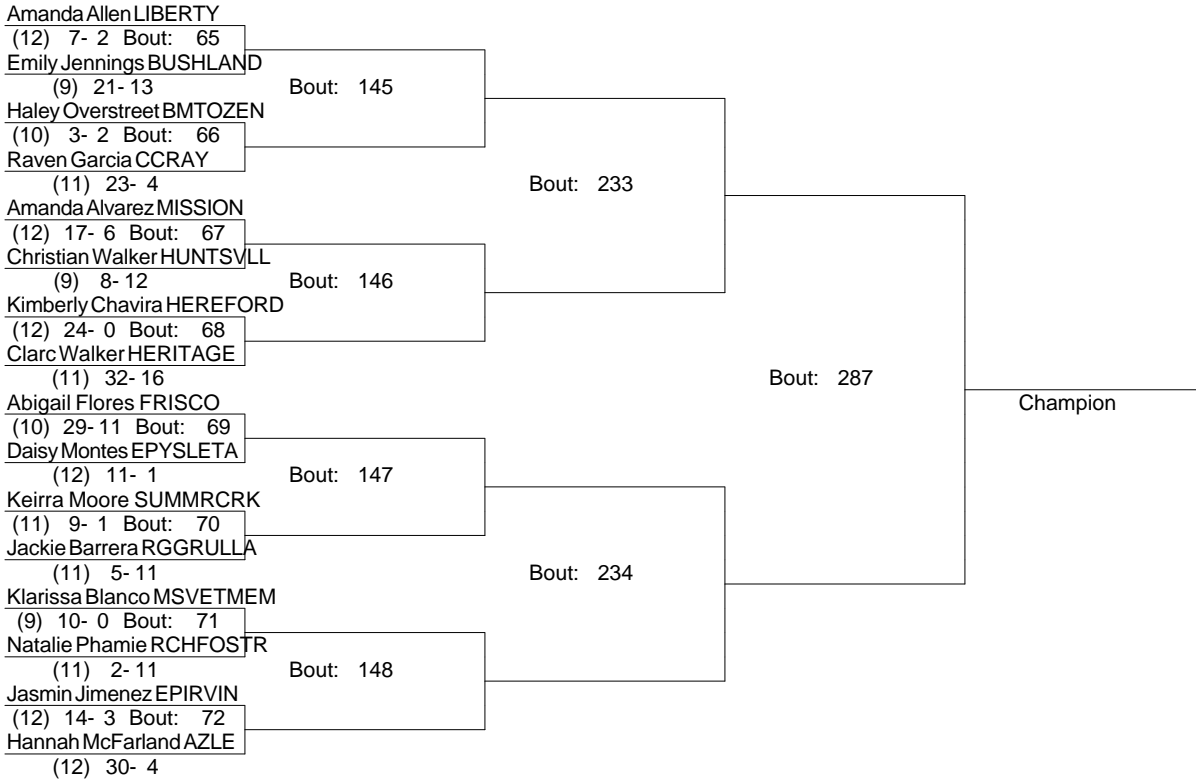 Amanda Allen LIBERTY
(12) 7- 2 Bout: 65
Emily Jennings BUSHLAND
(9) 21- 13 Bout: 145
Haley Overstreet BMTOZEN
(10) 3- 2 Bout: 66
Raven Garcia CCRAY
(11) 23- 4 Bout: 233
Amanda Alvarez MISSION
(12) 17- 6 Bout: 67
Christian Walker HUNTSVLL
(9) 8- 12 Bout: 146
Kimberly Chavira HEREFORD
(12) 24- 0 Bout: 68
Clarc Walker HERITAGE
(11) 32- 16 Bout: 287
Abigail Flores FRISCO Champion
(10) 29- 11 Bout: 69
Daisy Montes EPYSLETA
(12) 11- 1 Bout: 147
Keirra Moore SUMMRCRK
(11) 9- 1 Bout: 70
Jackie Barrera RGGRULLA
(11) 5- 11 Bout: 234
Klarissa Blanco MSVETMEM
(9) 10- 0 Bout: 71
Natalie Phamie RCHFOSTR
(11) 2- 11 Bout: 148
Jasmin Jimenez EPIRVIN
(12) 14- 3 Bout: 72
Hannah McFarland AZLE
(12) 30- 4